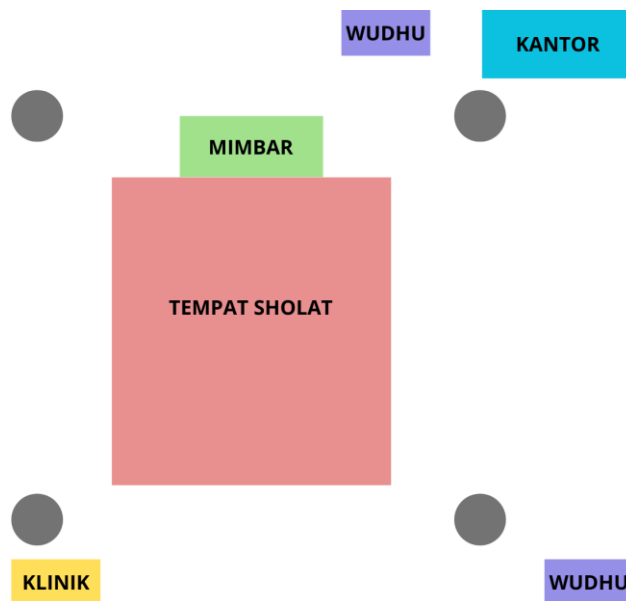 WUDHU
KANTOR
MIMBAR
TEMPAT SHOLAT
KLINIK
WUDHU